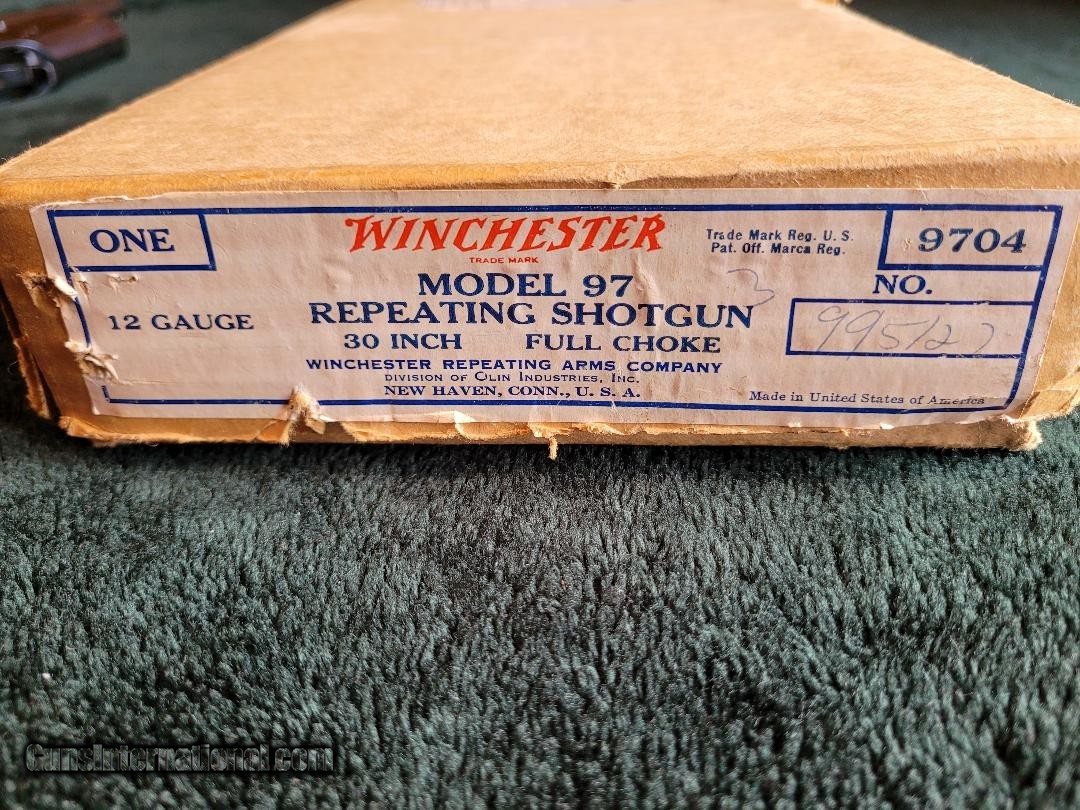 ONE
WINCHESTER
TRADE MARK
Trade Mark Reg. U. S.
Pat. Off. Marca Reg.
9704
MODEL 97
NO.
3
12 GAUGE
REPEATING SHOTGUN
30 INCH FULL CHOKE
WINCHESTER REPEATING ARMS COMPANY
DIVISION OF OLIN INDUSTRIES, INC.
NEW HAVEN, CONN., U. S. A.
Made in United States of America
GunsInternational.com